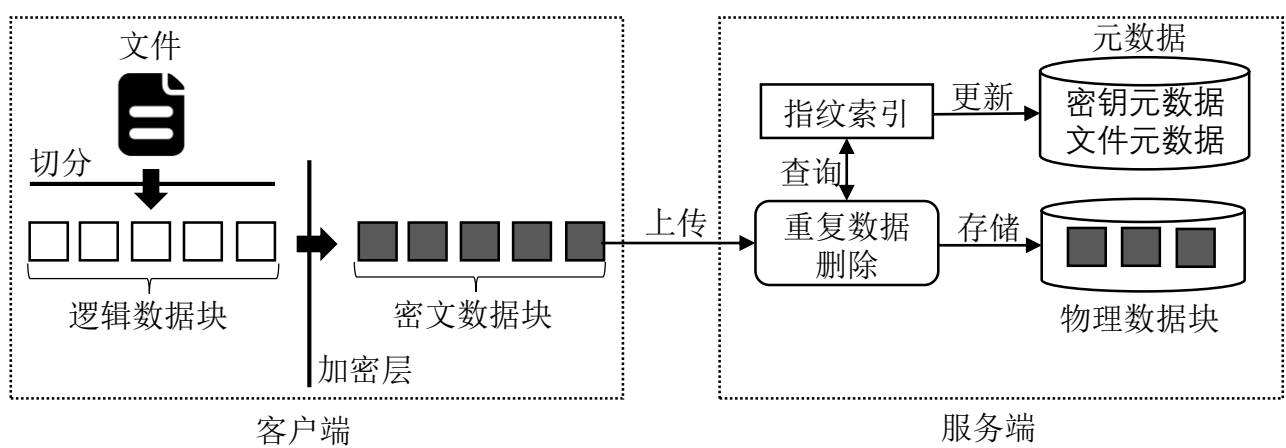 文件
切分
逻辑数据块
加密层
密文数据块
客户端
上传
元数据
指纹索引
更新
密钥元数据
文件元数据
查询
重复数据
删除
存储
物理数据块
服务端